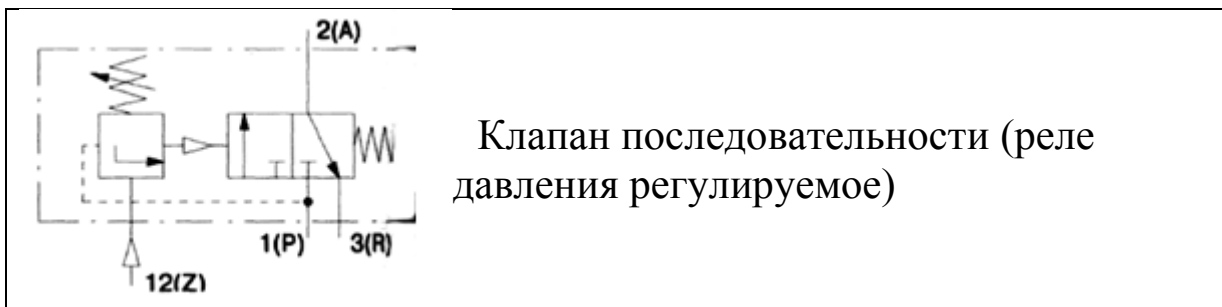 2(A)
Клапан последовательности (реле
давления регулируемое)
1(P)
3(R)
12(Z)